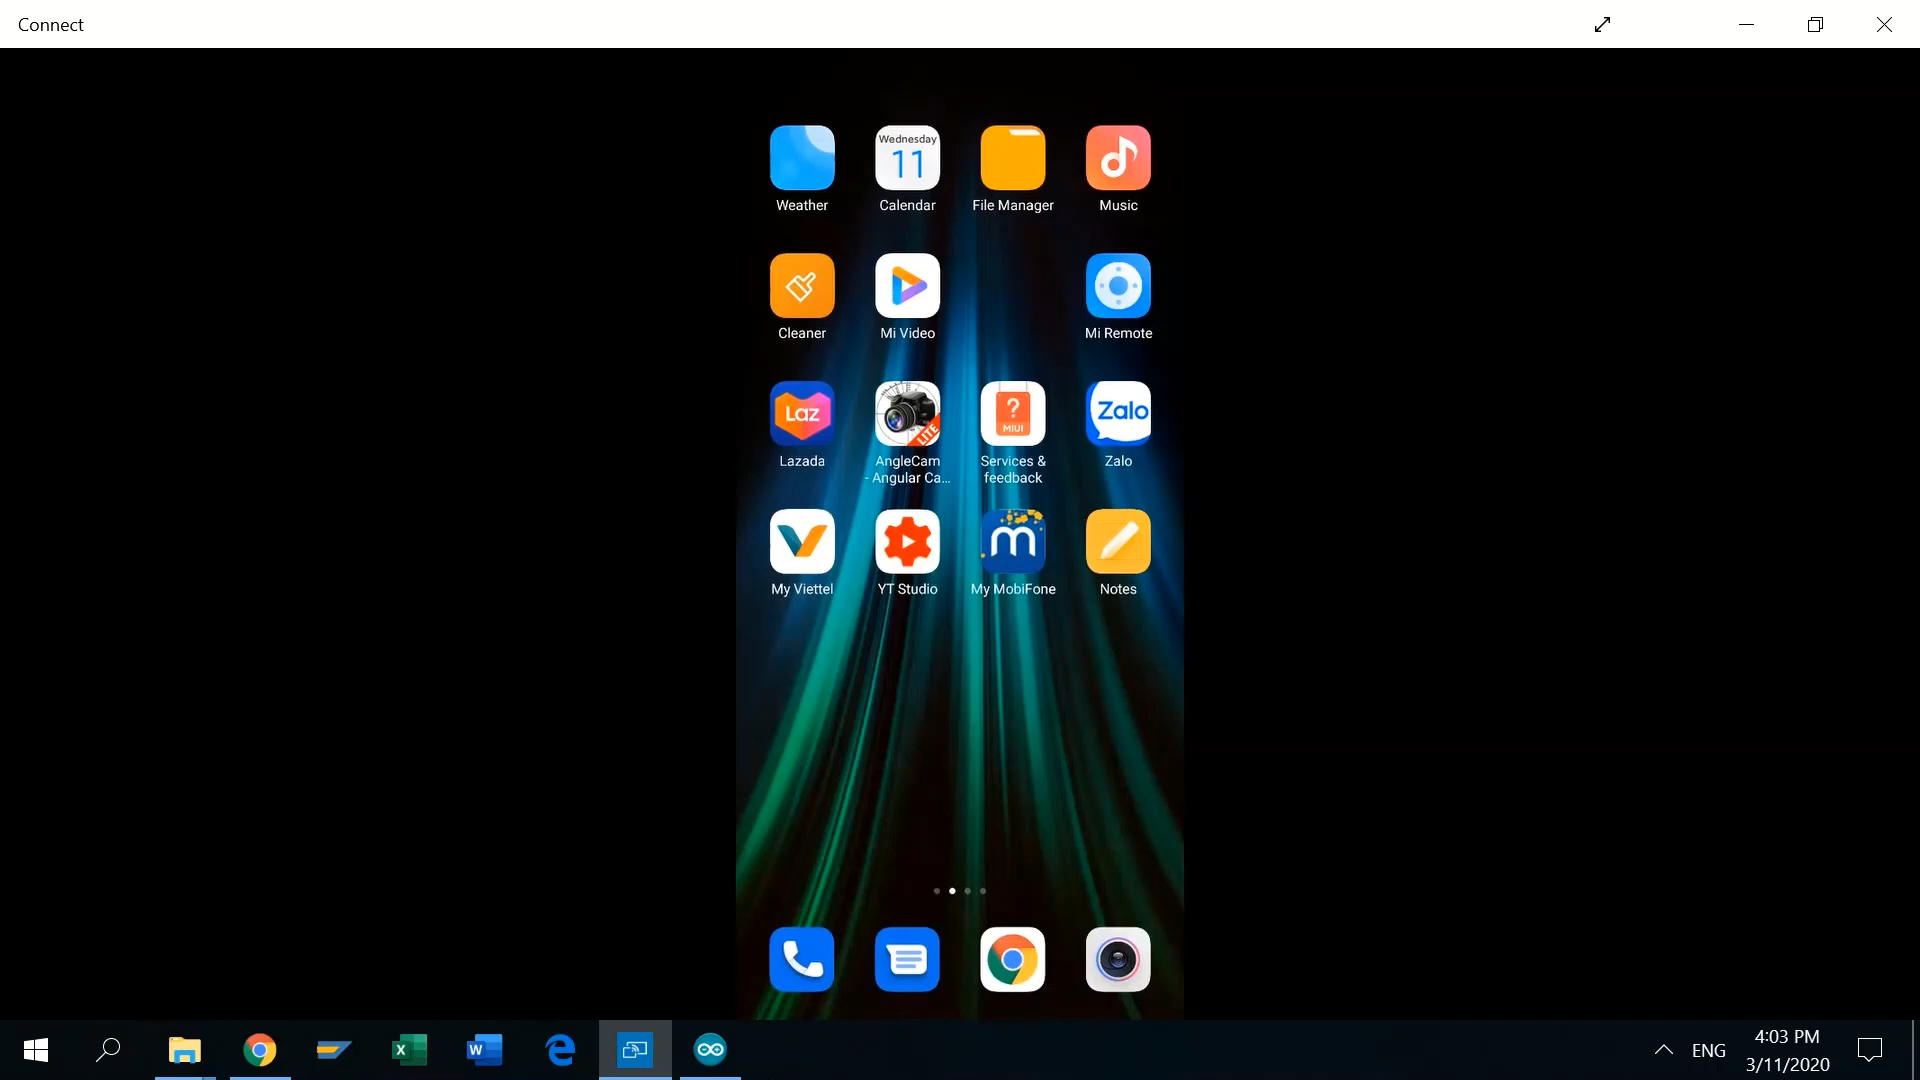 Connect
Wednesday
11
Weather
Calendar
File Manager
Music
Cleaner
Mi Video
Mi Remote
Laz
LITE
?
MIUI
Zalo
Lazada
AngleCam
- Angular Ca...
Services &
feedback
Zalo
m
My Viettel
YT Studio
My MobiFone
Notes
X
W
ENG
4:03 PM
3/11/2020